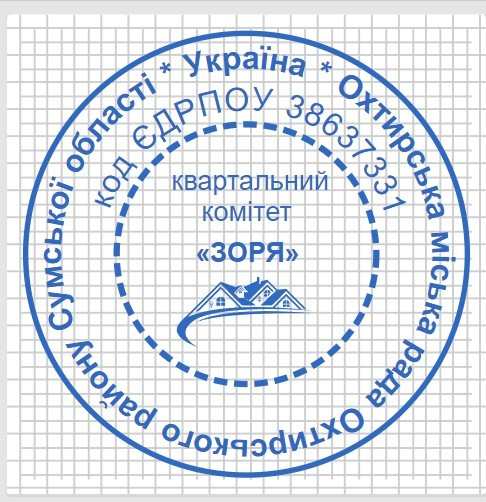 * Україна * Охтирська міська рада Охтирського району Сумської області
код ЄДРПОУ 38637331
квартальний
комітет
«ЗОРЯ»